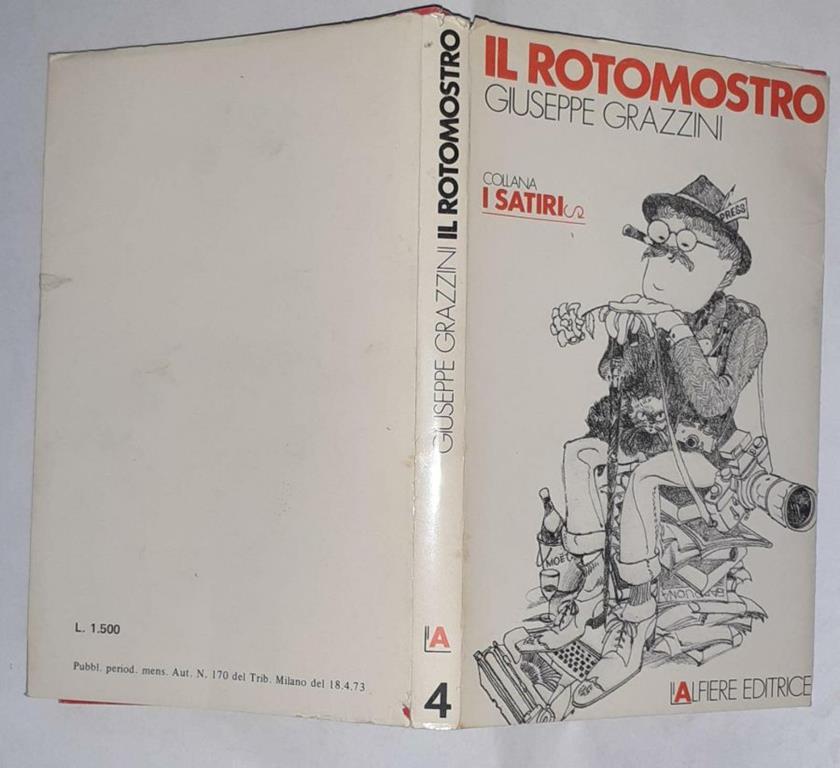 L. 1.500
Pubbl. period. mens. Aut. N. 170 del Trib. Milano del 18.4.73
GIUSEPPE GRAZZINI IL ROTOMOSTRO
L'A
4
IL ROTOMOSTRO
GIUSEPPE GRAZZINI
COLLANA
I SATIRI
PRESS
MOËT
L'ALFIERE EDITRICE